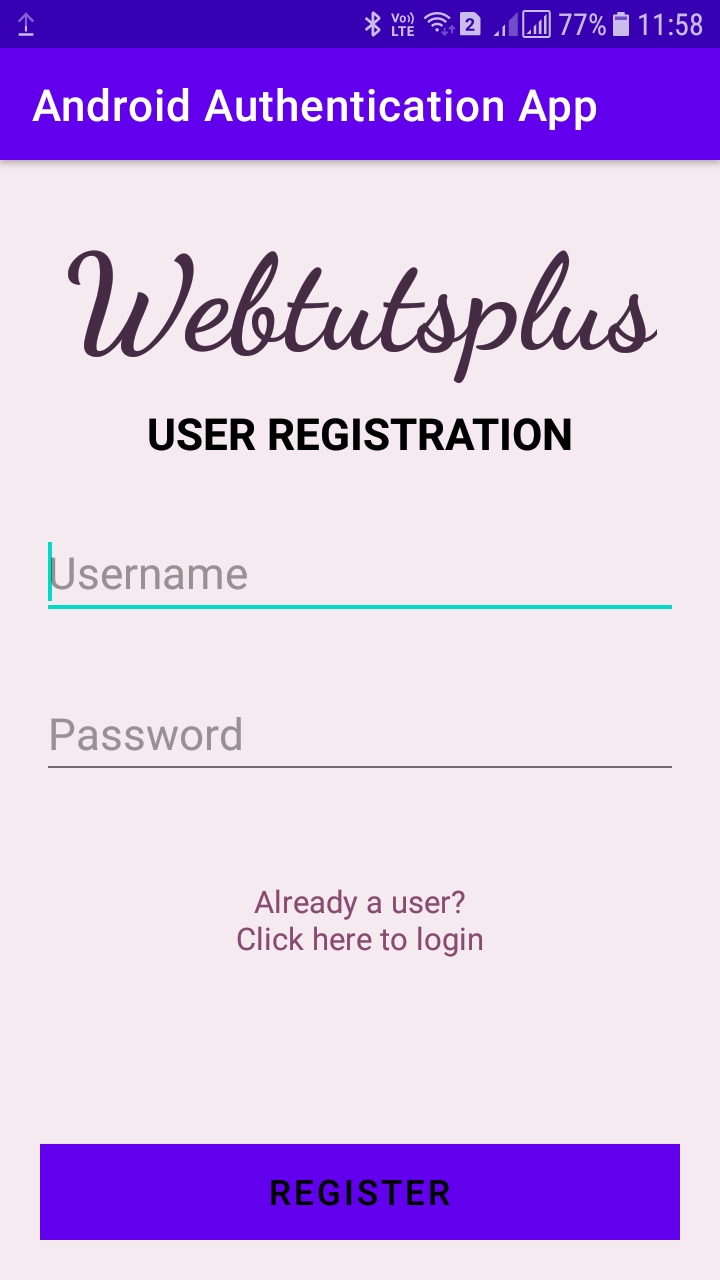 Vo)) LTE 2 77% 11:58
Android Authentication App
Webtutsplus
USER REGISTRATION
Username
Password
Already a user?
Click here to login
REGISTER